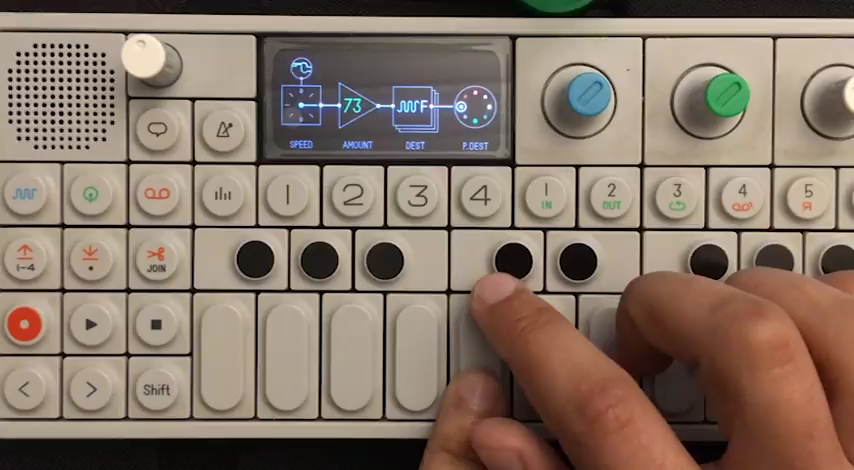 73
F
SPEED AMOUNT DEST P.DEST
1 2 3 4 1 2 3 4 5
IN OUT Я
1-4 JOIN
< > Shift